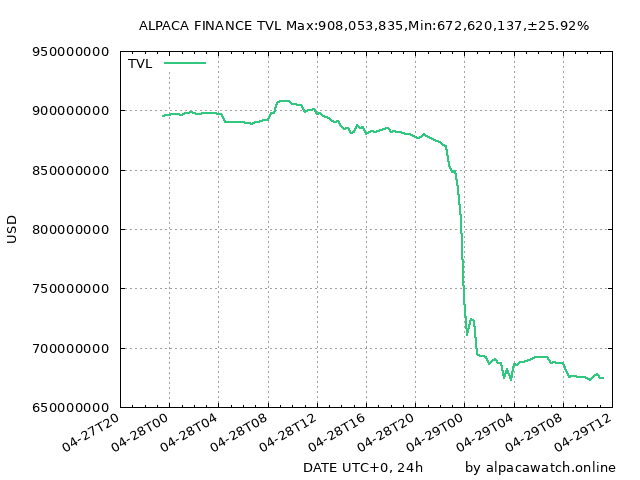 ALPACA FINANCE TVL Max:908,053,835,Min:672,620,137,±25.92%
950000000
TVL
900000000
850000000
800000000
750000000
700000000
650000000
USD
04-27T20
04-28T00
04-28T04
04-28T08
04-28T12
04-28T16
04-28T20
04-29T00
04-29T04
04-29T08
04-29T12
DATE UTC+0, 24h
by alpacawatch.online